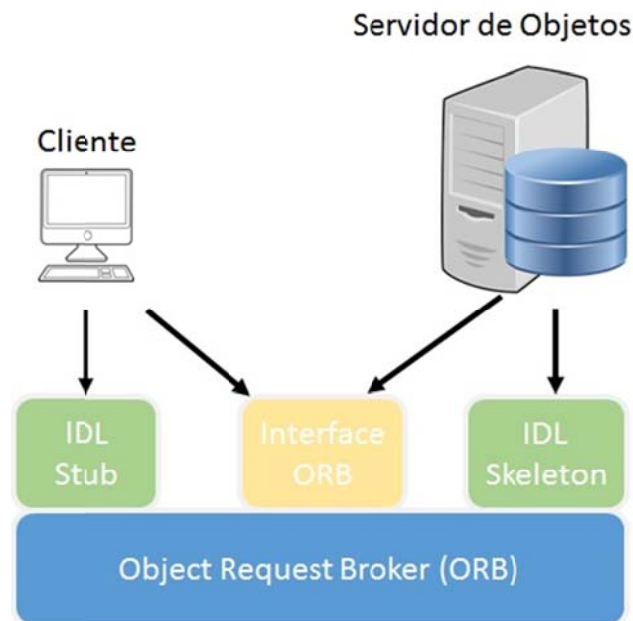 Servidor de Objetos
Cliente
IDL
Stub
Interface
ORB
IDL
Skeleton
Object Request Broker (ORB)